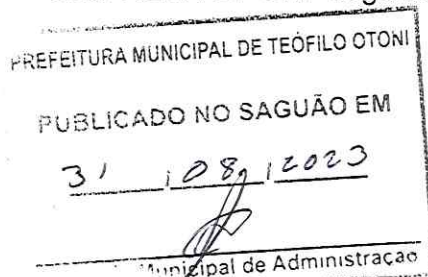 PREFEITURA MUNICIPAL DE TEÓFILO OTONI
PUBLICADO NO SAGUÃO EM
31 / 08 / 2023
Municipal de Administração